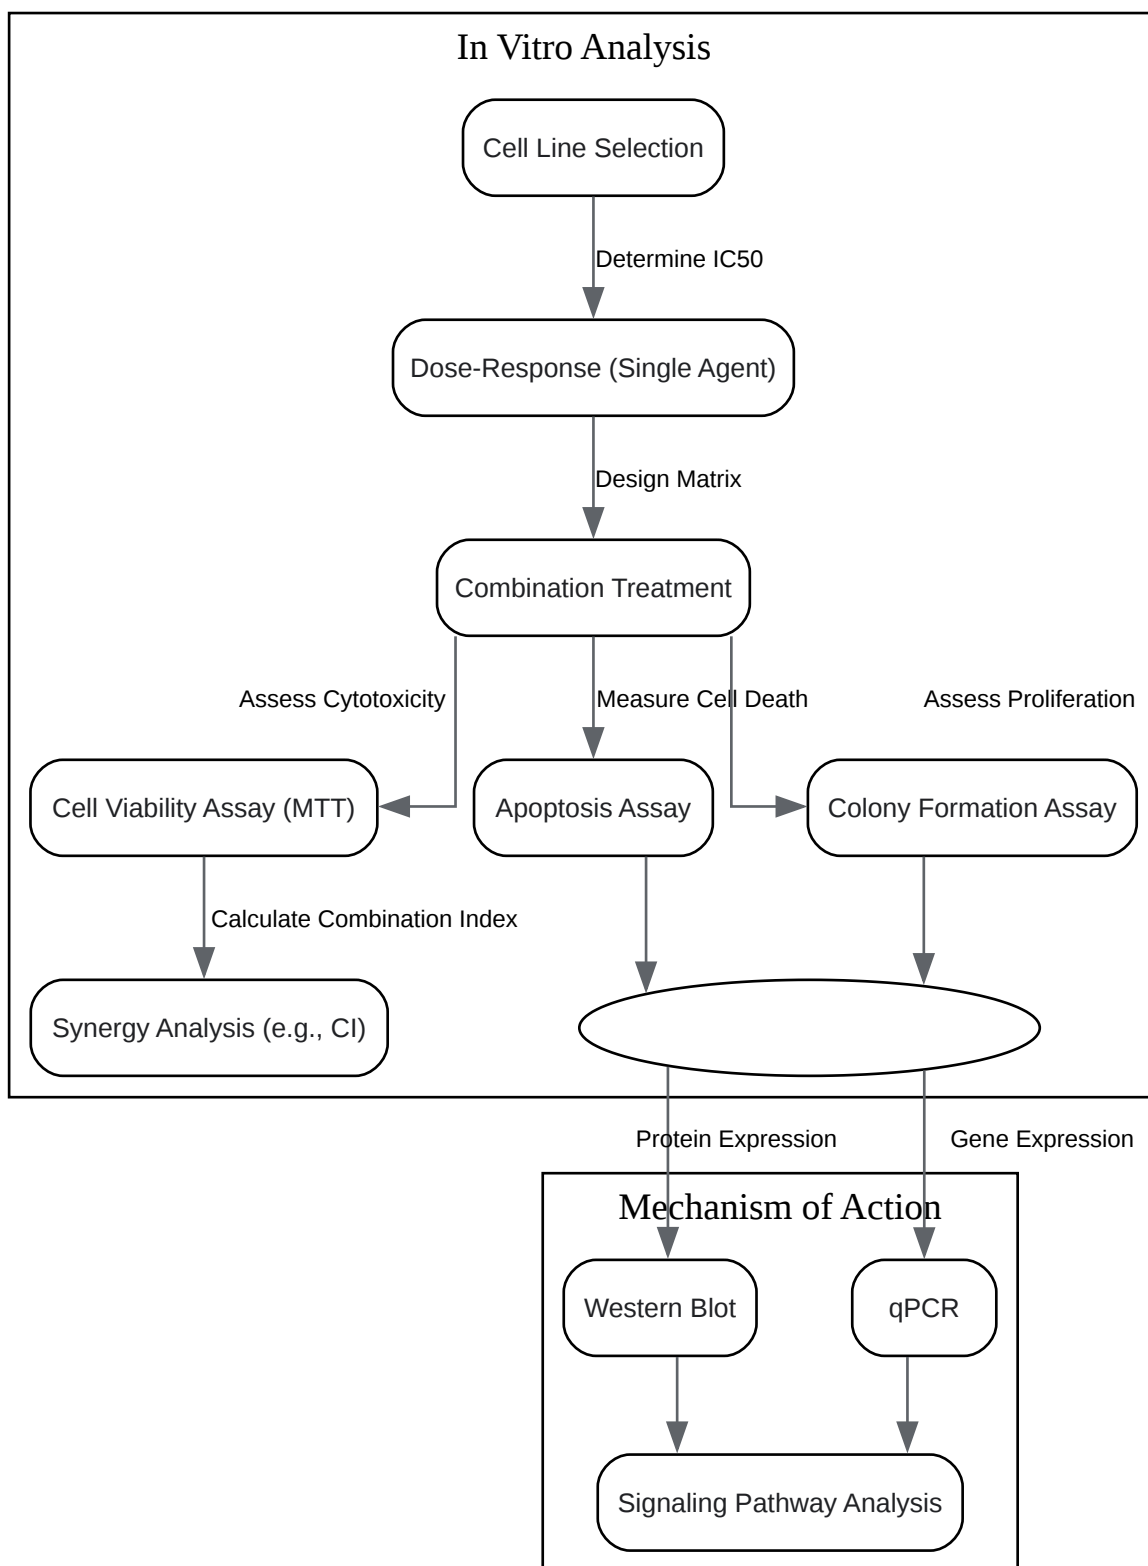 In Vitro Analysis
Cell Line Selection
Determine IC50
Dose-Response (Single Agent)
Design Matrix
Combination Treatment
Assess Cytotoxicity
Measure Cell Death
Assess Proliferation
Cell Viability Assay (MTT)
Apoptosis Assay
Colony Formation Assay
Calculate Combination Index
Synergy Analysis (e.g., CI)
Protein Expression
Gene Expression
Mechanism of Action
Western Blot
qPCR
Signaling Pathway Analysis